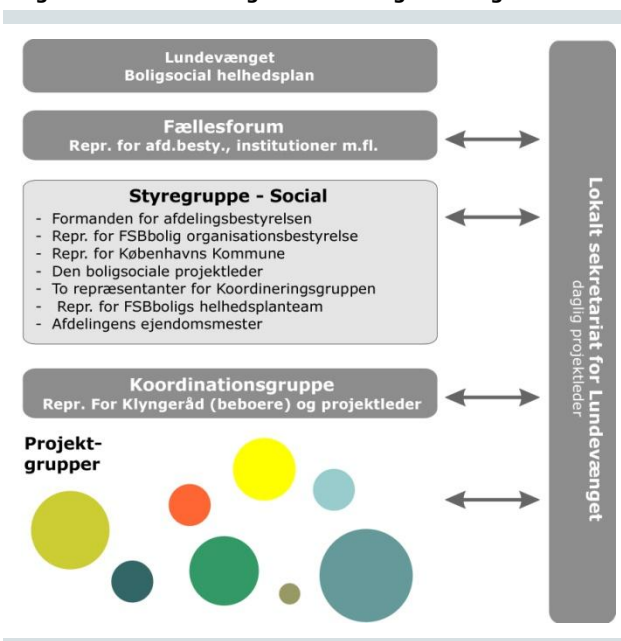 Lundevænget
Boligsocial helhedsplan
Fællesforum
Repr. for afd.besty., institutioner m.fl.
Styregruppe - Social
- Formanden for afdelingsbestyrelsen
- Repr. for FSBbolig organisationsbestyrelse
- Repr. for Københavns Kommune
- Den boligsociale projektleder
- To repræsentanter for Koordineringsgruppen
- Repr. for FSBboligs helhedsplanteam
- Afdelingens ejendomsmester
Koordinationsgruppe
Repr. For Klyngeråd (beboere) og projektleder
Projekt-
grupper
Lokalt sekretariat for Lundevænget
daglig projektleder